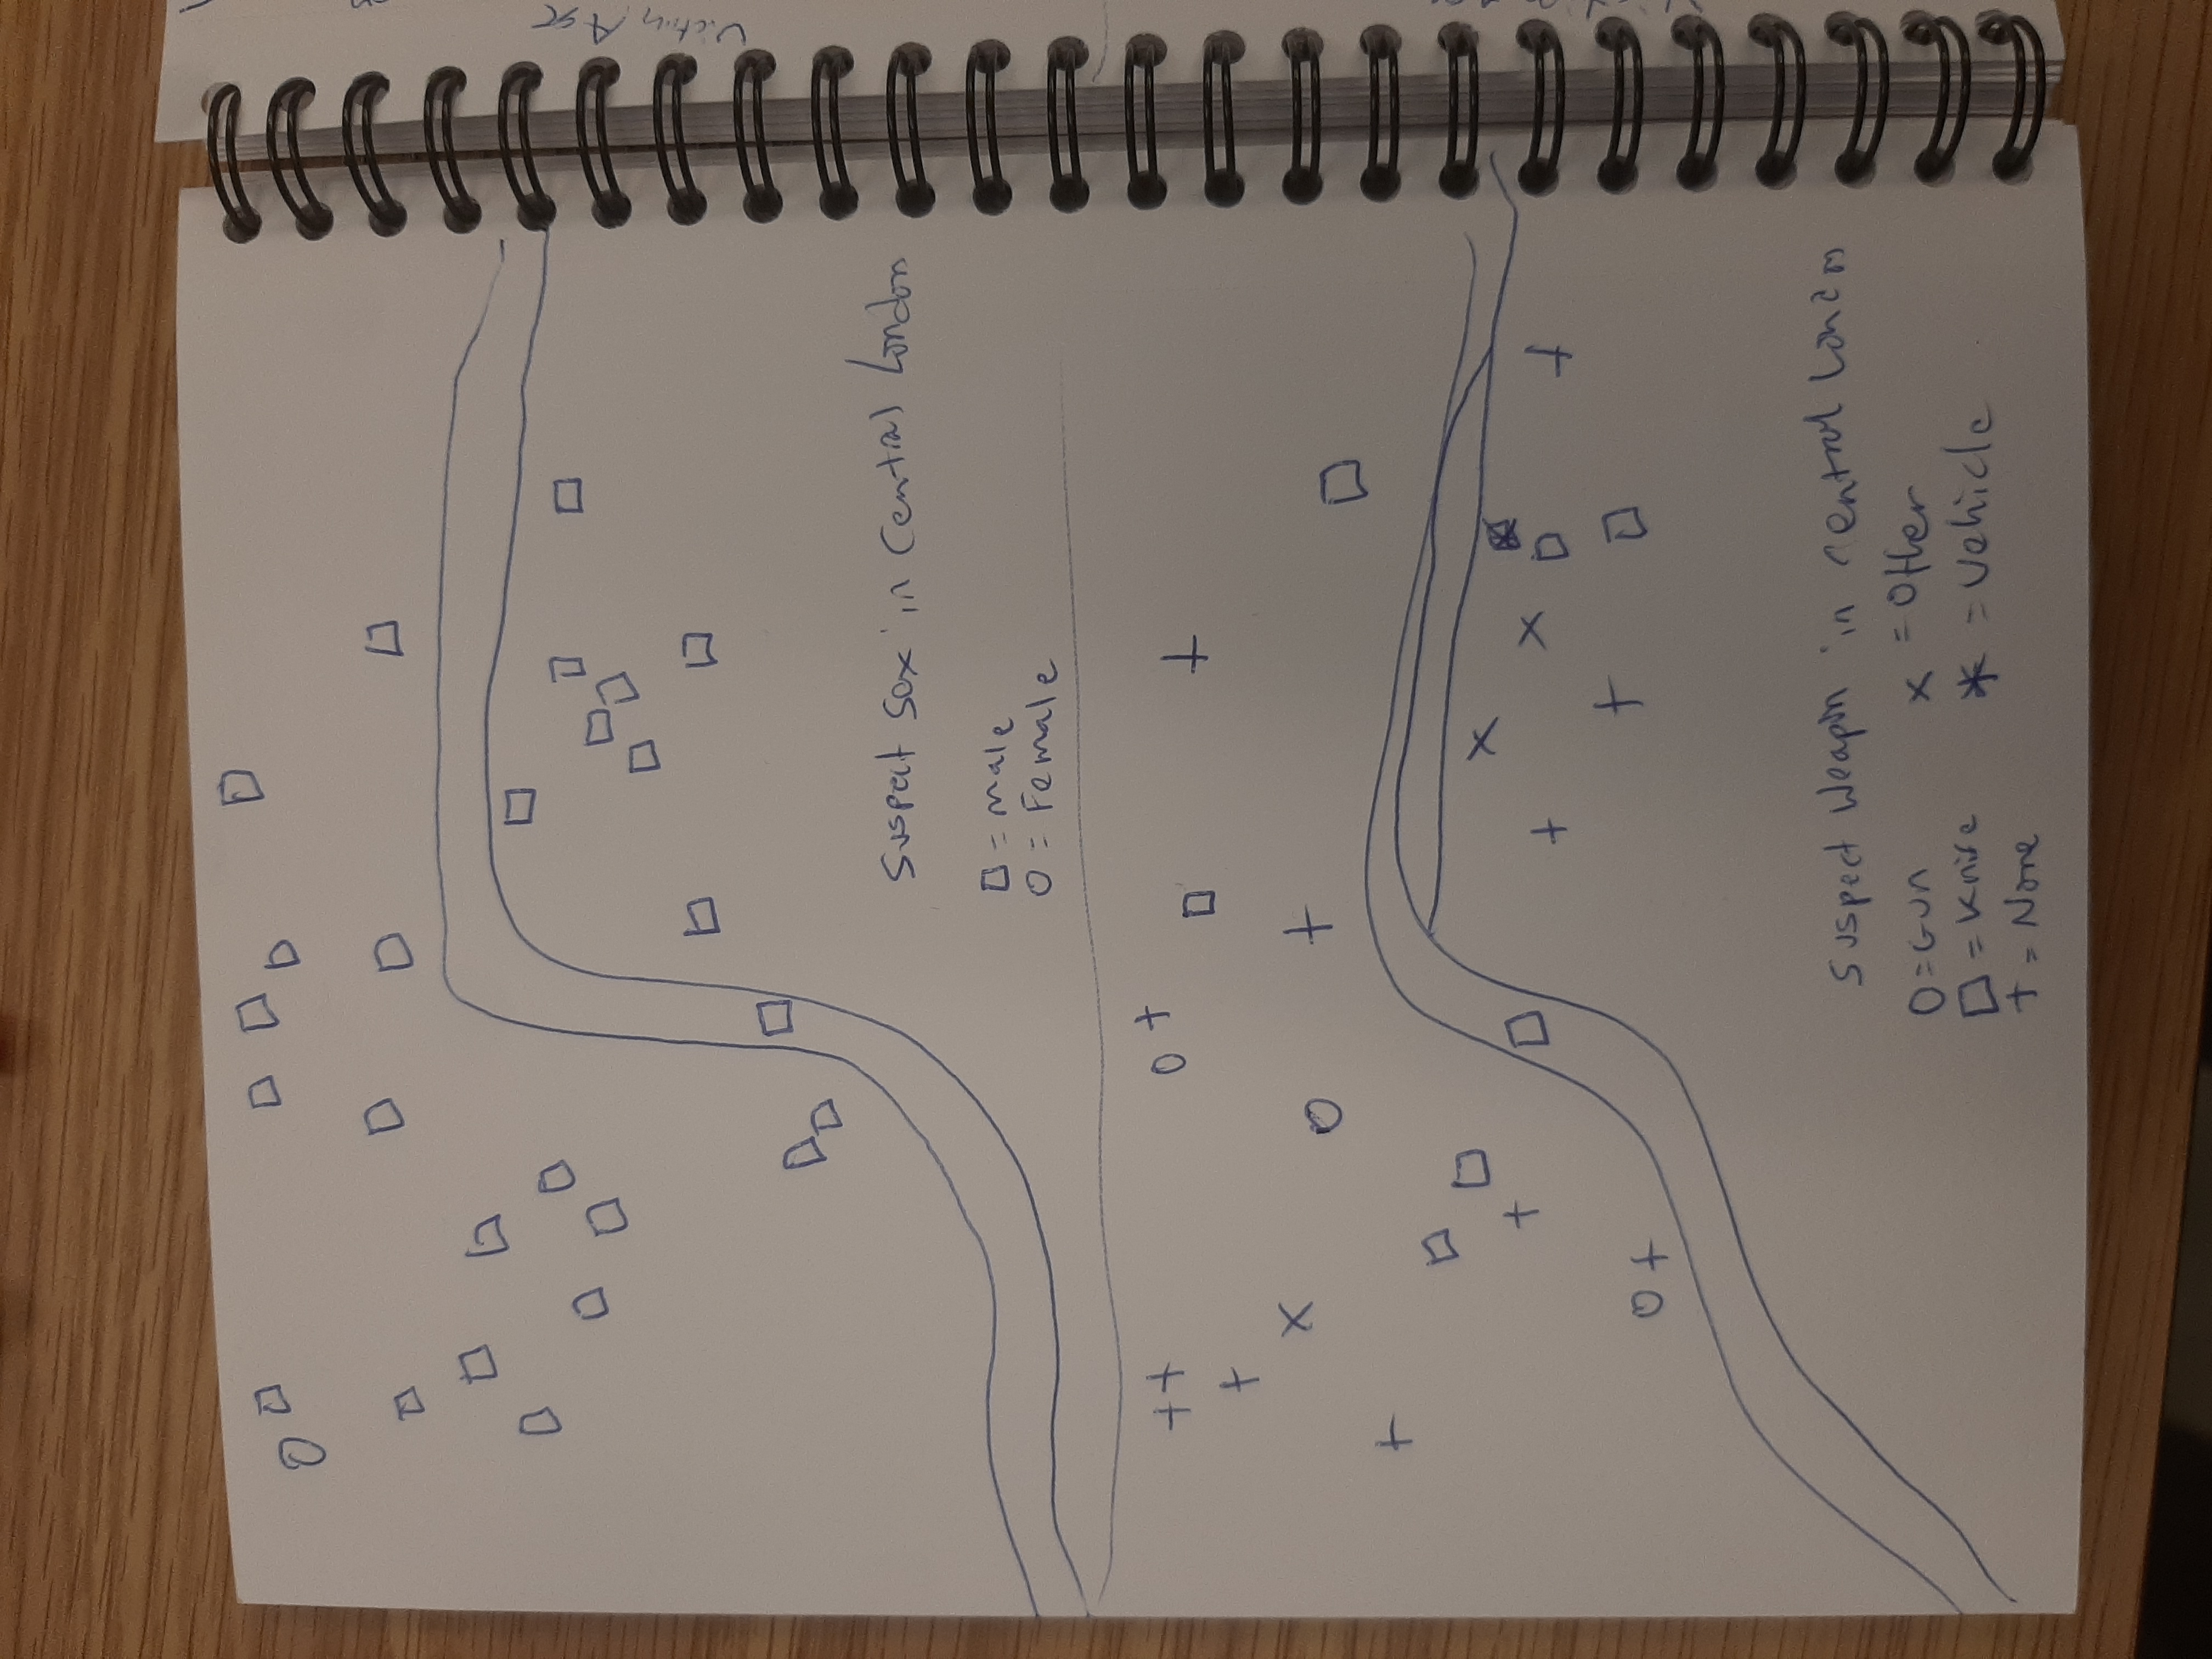 Suspect Sex in Central London
□ = male
O = Female
Suspect Weapon in central London
O = Gun
x = Other
□ = Knife
* = Vehicle
+ = None
Victim Age